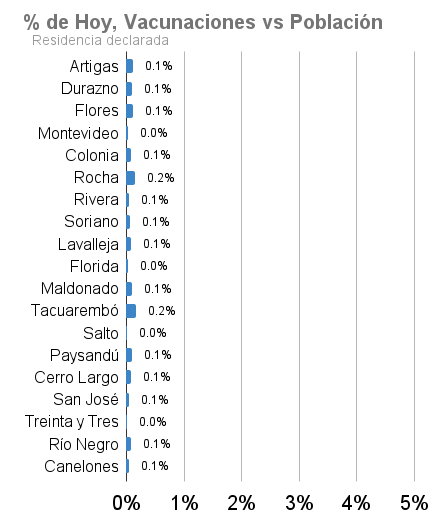 % de Hoy, Vacunaciones vs Población
Residencia declarada
Artigas 0.1%
Durazno 0.1%
Flores 0.1%
Montevideo 0.0%
Colonia 0.1%
Rocha 0.2%
Rivera 0.1%
Soriano 0.1%
Lavalleja 0.1%
Florida 0.0%
Maldonado 0.1%
Tacuarembó 0.2%
Salto 0.0%
Paysandú 0.1%
Cerro Largo 0.1%
San José 0.1%
Treinta y Tres 0.0%
Río Negro 0.1%
Canelones 0.1%
0% 1% 2% 3% 4% 5%